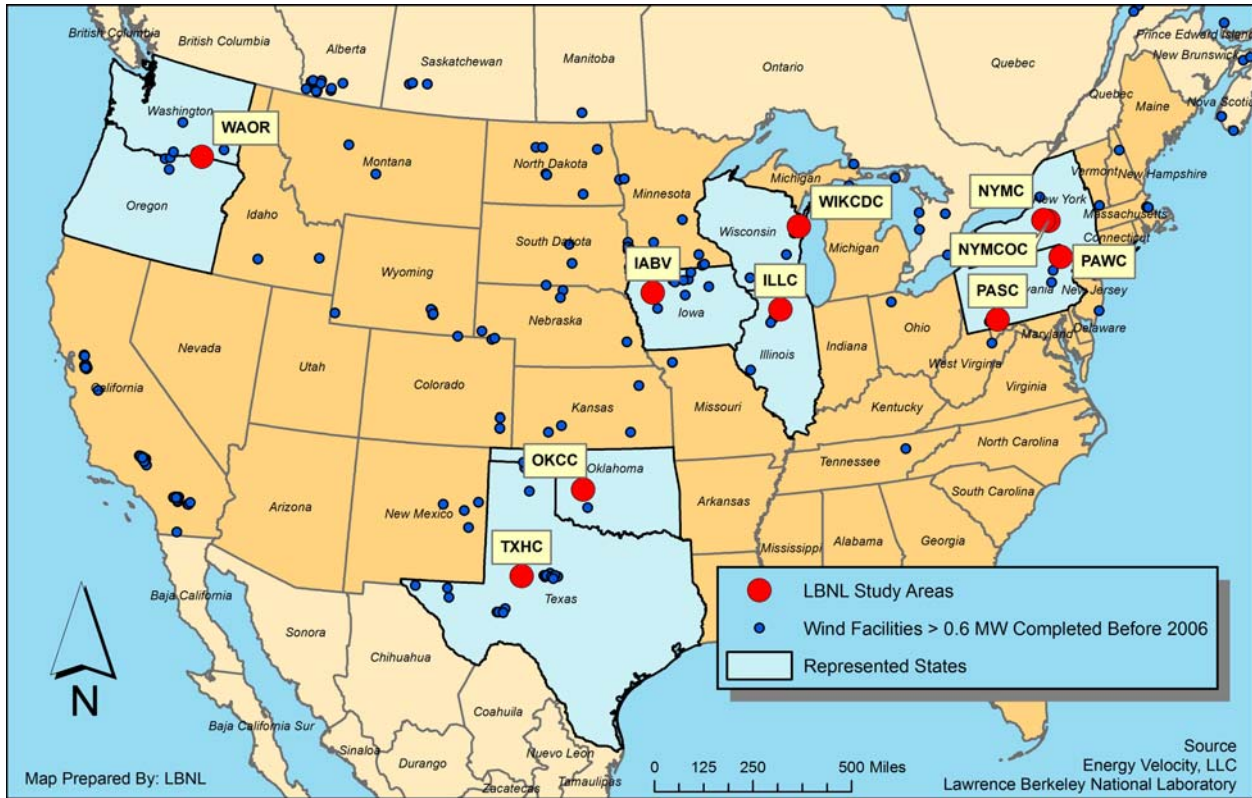 British Columbia
British Columbia
Alberta
Saskatchewan
Manitoba
Ontario
Quebec
Prince Edward Island
New Brunswick
Quebec
Maine
Nova Scotia
Washington
WAOR
Montana
North Dakota
Minnesota
Michigan
WIKCDC
NYMC
New York
Vermont
New Hampshire
Massachusetts
Connecticut
Oregon
Idaho
South Dakota
Wisconsin
Michigan
NYMCOC
PAWC
Wyoming
IABV
ILLC
PASC
vania
New Jersey
Nebraska
Iowa
Illinois
Indiana
Ohio
Maryland
Delaware
West Virginia
Virginia
Nevada
Utah
Colorado
California
Kansas
Missouri
Kentucky
North Carolina
Tennessee
OKCC
Oklahoma
South Carolina
Arizona
New Mexico
Arkansas
Mississippi
Alabama
Georgia
TXHC
Texas
LBNL Study Areas
Wind Facilities > 0.6 MW Completed Before 2006
Represented States
Baja California
Sonora
Chihuahua
Coahuila
N
Baja California Sur
Sinaloa
Durango
Nuevo Leon
Tamaulipas
Zacatecas
Map Prepared By: LBNL
0 125 250 500 Miles
Source
Energy Velocity, LLC
Lawrence Berkeley National Laboratory